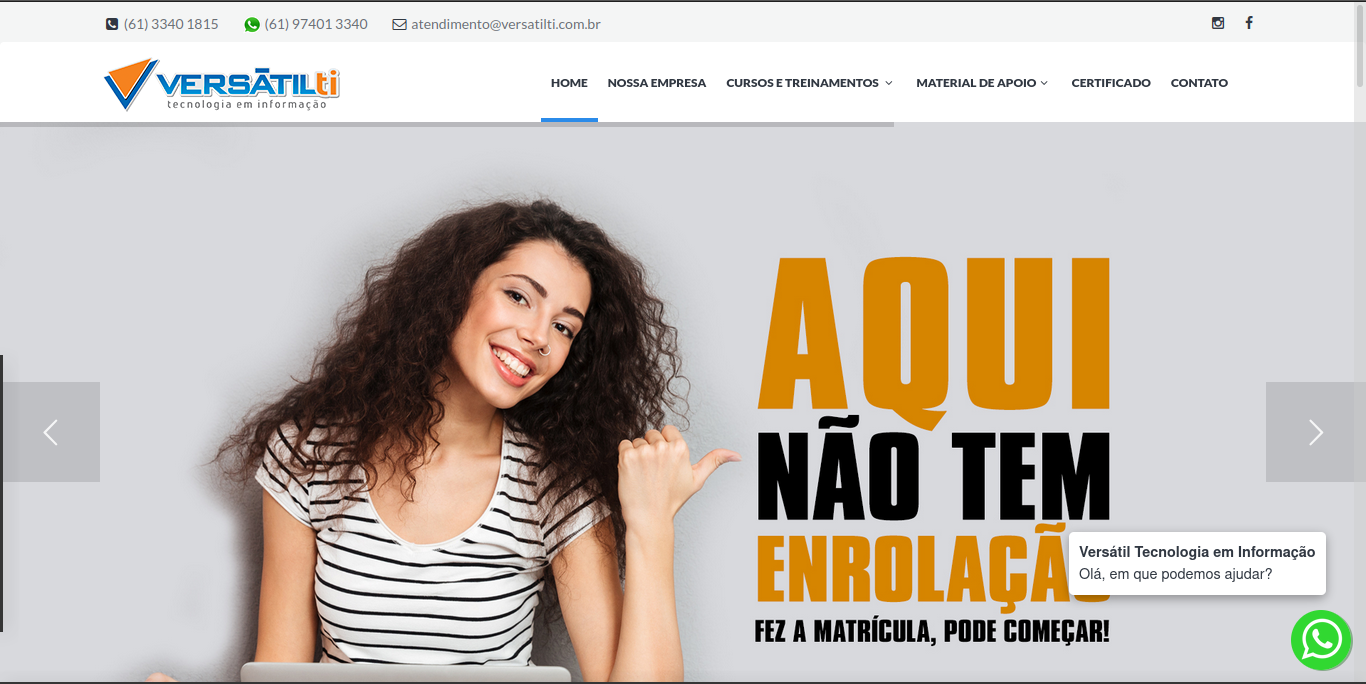 (61) 3340 1815
(61) 97401 3340
atendimento@versatilti.com.br
VERSÁTILti
tecnologia em informação
HOME
NOSSA EMPRESA
CURSOS E TREINAMENTOS
MATERIAL DE APOIO
CERTIFICADO
CONTATO
AQUI
NÃO TEM
ENROLAÇÃO
FEZ A MATRÍCULA, PODE COMEÇAR!
Versátil Tecnologia em Informação
Olá, em que podemos ajudar?